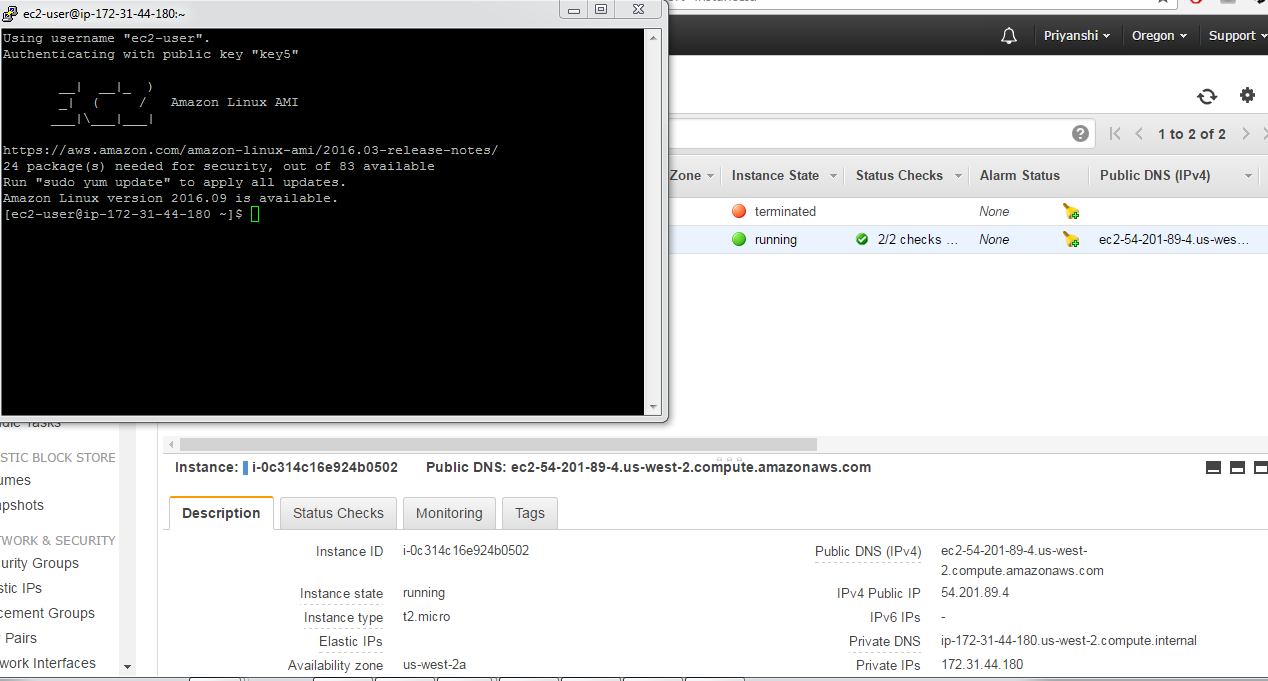 ec2-user@ip-172-31-44-180:~
Using username "ec2-user".
Authenticating with public key "key5"
__| __|_ )
_| ( / Amazon Linux AMI
___|\___|___|
https://aws.amazon.com/amazon-linux-ami/2016.03-release-notes/
24 package(s) needed for security, out of 83 available
Run "sudo yum update" to apply all updates.
Amazon Linux version 2016.09 is available.
[ec2-user@ip-172-31-44-180 ~]$
Priyanshi Oregon Support
1 to 2 of 2
Zone Instance State Status Checks Alarm Status Public DNS (IPv4)
terminated None
running 2/2 checks ... None ec2-54-201-89-4.us-wes...
Tasks
STIC BLOCK STORE
umes
pshots
TWORK & SECURITY
urity Groups
stic IPs
cement Groups
Pairs
work Interfaces
Instance: i-0c314c16e924b0502 Public DNS: ec2-54-201-89-4.us-west-2.compute.amazonaws.com
Description Status Checks Monitoring Tags
Instance ID i-0c314c16e924b0502
Instance state running
Instance type t2.micro
Elastic IPs
Availability zone us-west-2a
Public DNS (IPv4) ec2-54-201-89-4.us-west-
2.compute.amazonaws.com
IPv4 Public IP 54.201.89.4
IPv6 IPs -
Private DNS ip-172-31-44-180.us-west-2.compute.internal
Private IPs 172.31.44.180